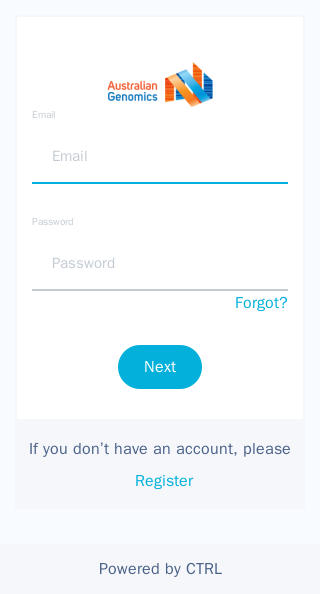 Australian
Genomics
Email
Email
Password
Password
Forgot?
Next
If you don't have an account, please
Register
Powered by CTRL